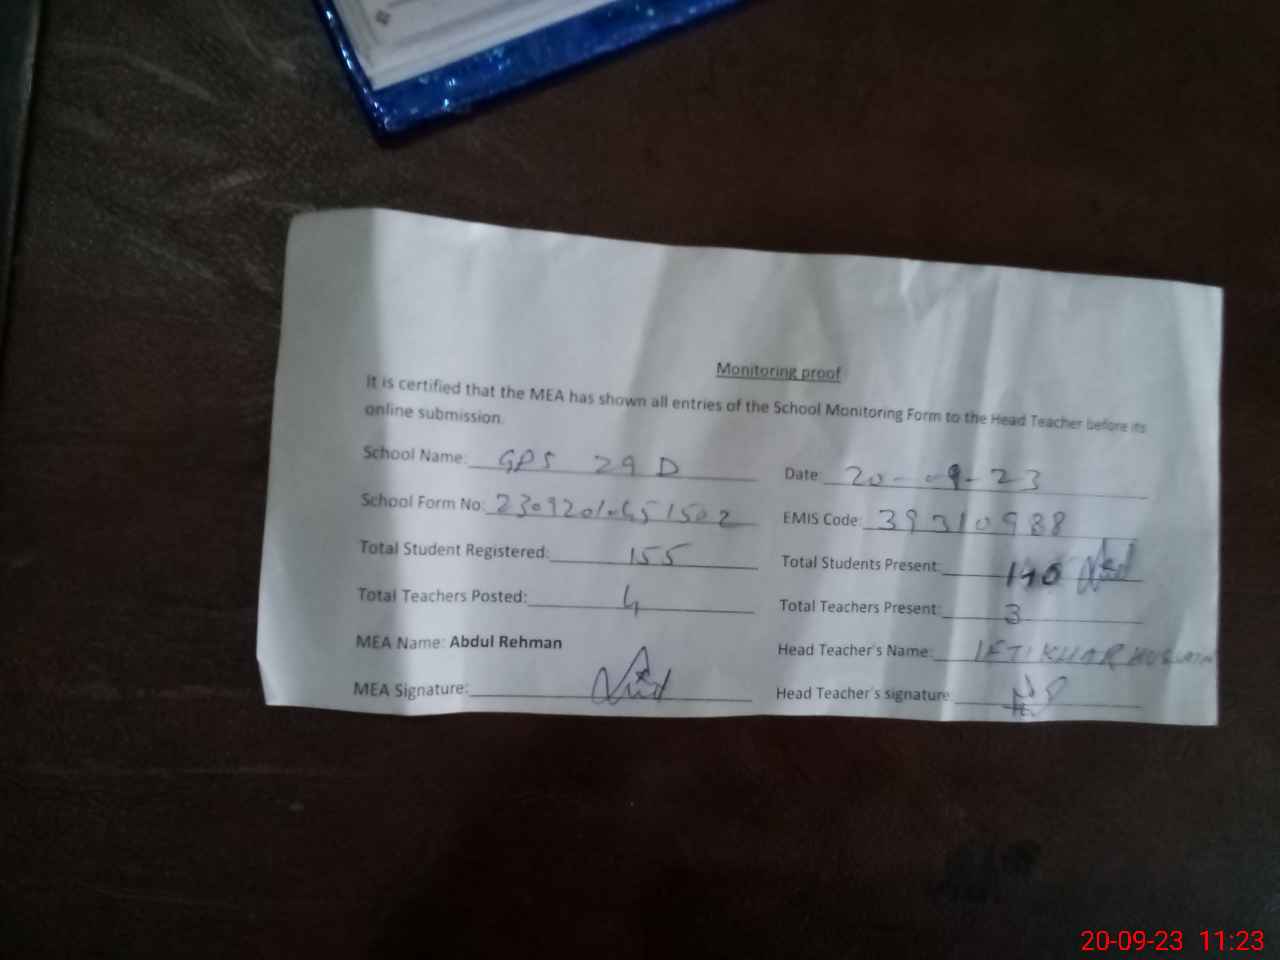 Monitoring proof
It is certified that the MEA has shown all entries of the School Monitoring Form to the Head Teacher before its
online submission.
School Name: GPS 29 D
Date 20-09-23
School Form No:
EMIS Code: 39310988
Total Student Registered: 155
Total Students Present: 140
Total Teachers Posted: 4
Total Teachers Present: 3
MEA Name: Abdul Rehman
Head Teacher's Name: IFTIKHAR HUSSAIN
MEA Signature:
Head Teacher's signature
20-09-23 11:23